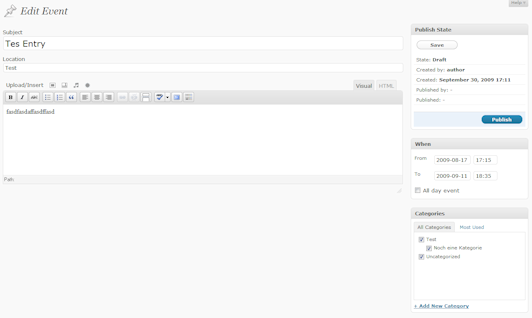 Help
Edit Event
Subject
Tes Entry
Location
Test
Upload/Insert
Visual HTML
B I ABC
Path
Publish State
Save
State: Draft
Created by: author
Created: September 30, 2009 17:11
Published by: -
Published: -
Publish
When
From 2009-08-17 17:15
To 2009-09-11 18:35
All day event
Categories
All Categories Most Used
Test
Noch eine Kategorie
Uncategorized
+ Add New Category